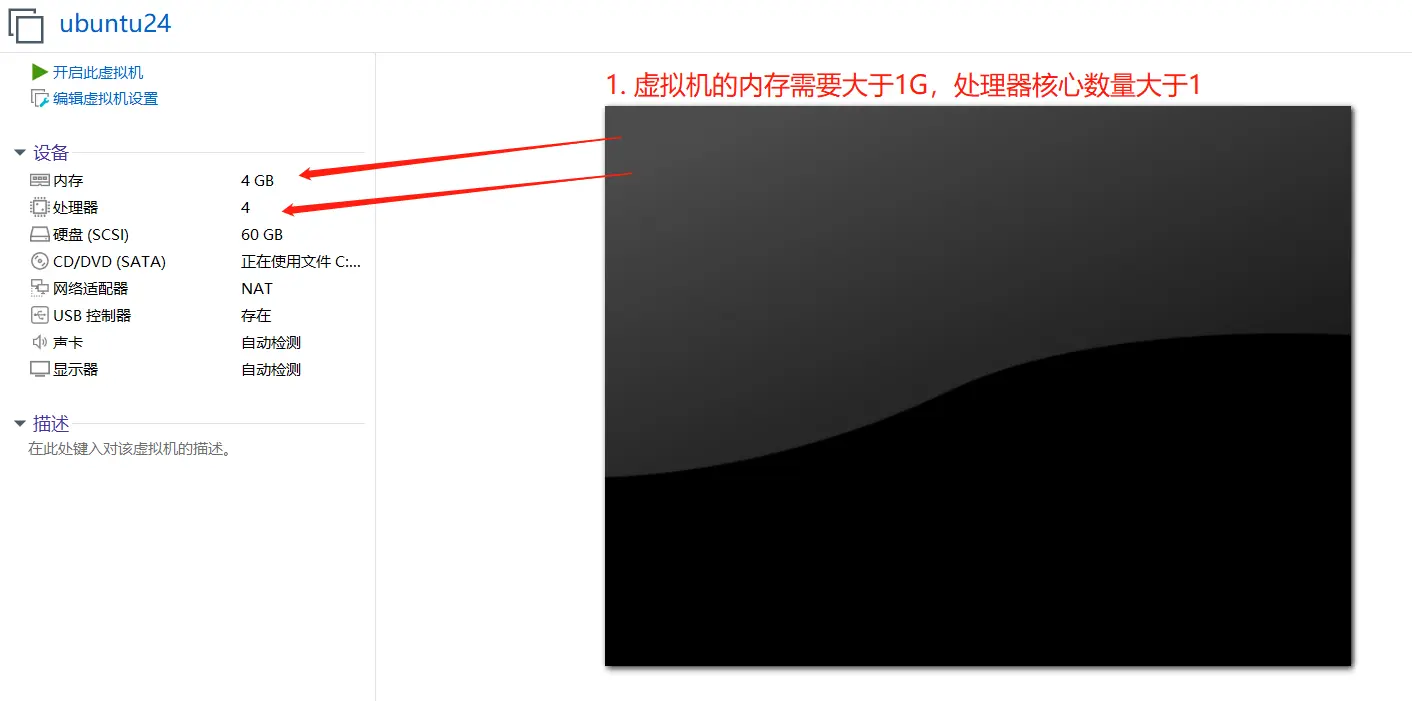 ubuntu24
开启此虚拟机
编辑虚拟机设置
1. 虚拟机的内存需要大于1G，处理器核心数量大于1
设备
内存 4 GB
处理器 4
硬盘 (SCSI) 60 GB
CD/DVD (SATA) 正在使用文件 C:...
网络适配器 NAT
USB 控制器 存在
声卡 自动检测
显示器 自动检测
描述
在此处键入对该虚拟机的描述。